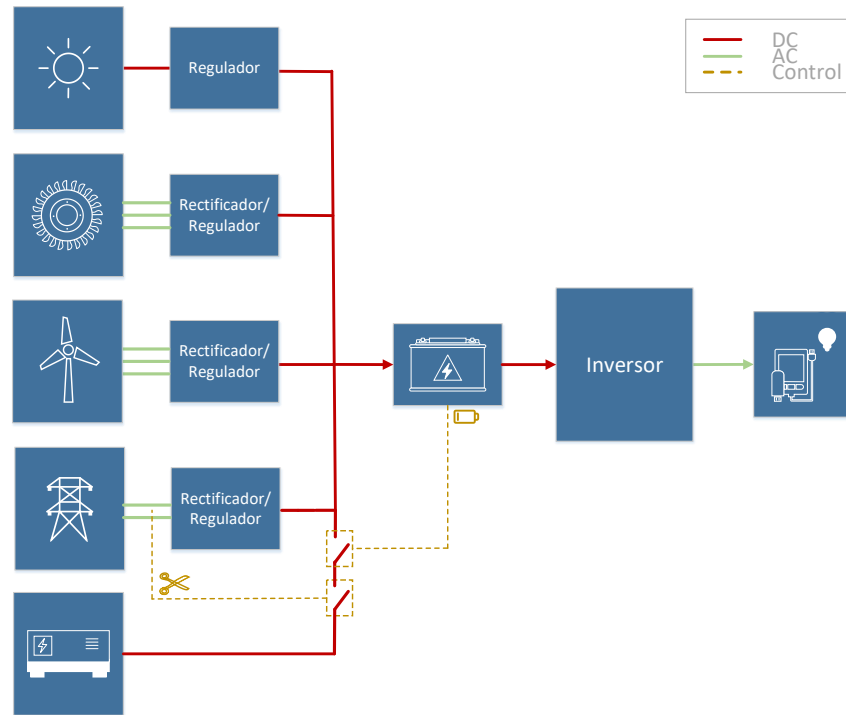 Regulador
DC
AC
Control
Rectificador/
Regulador
Rectificador/
Regulador
Inversor
Rectificador/
Regulador